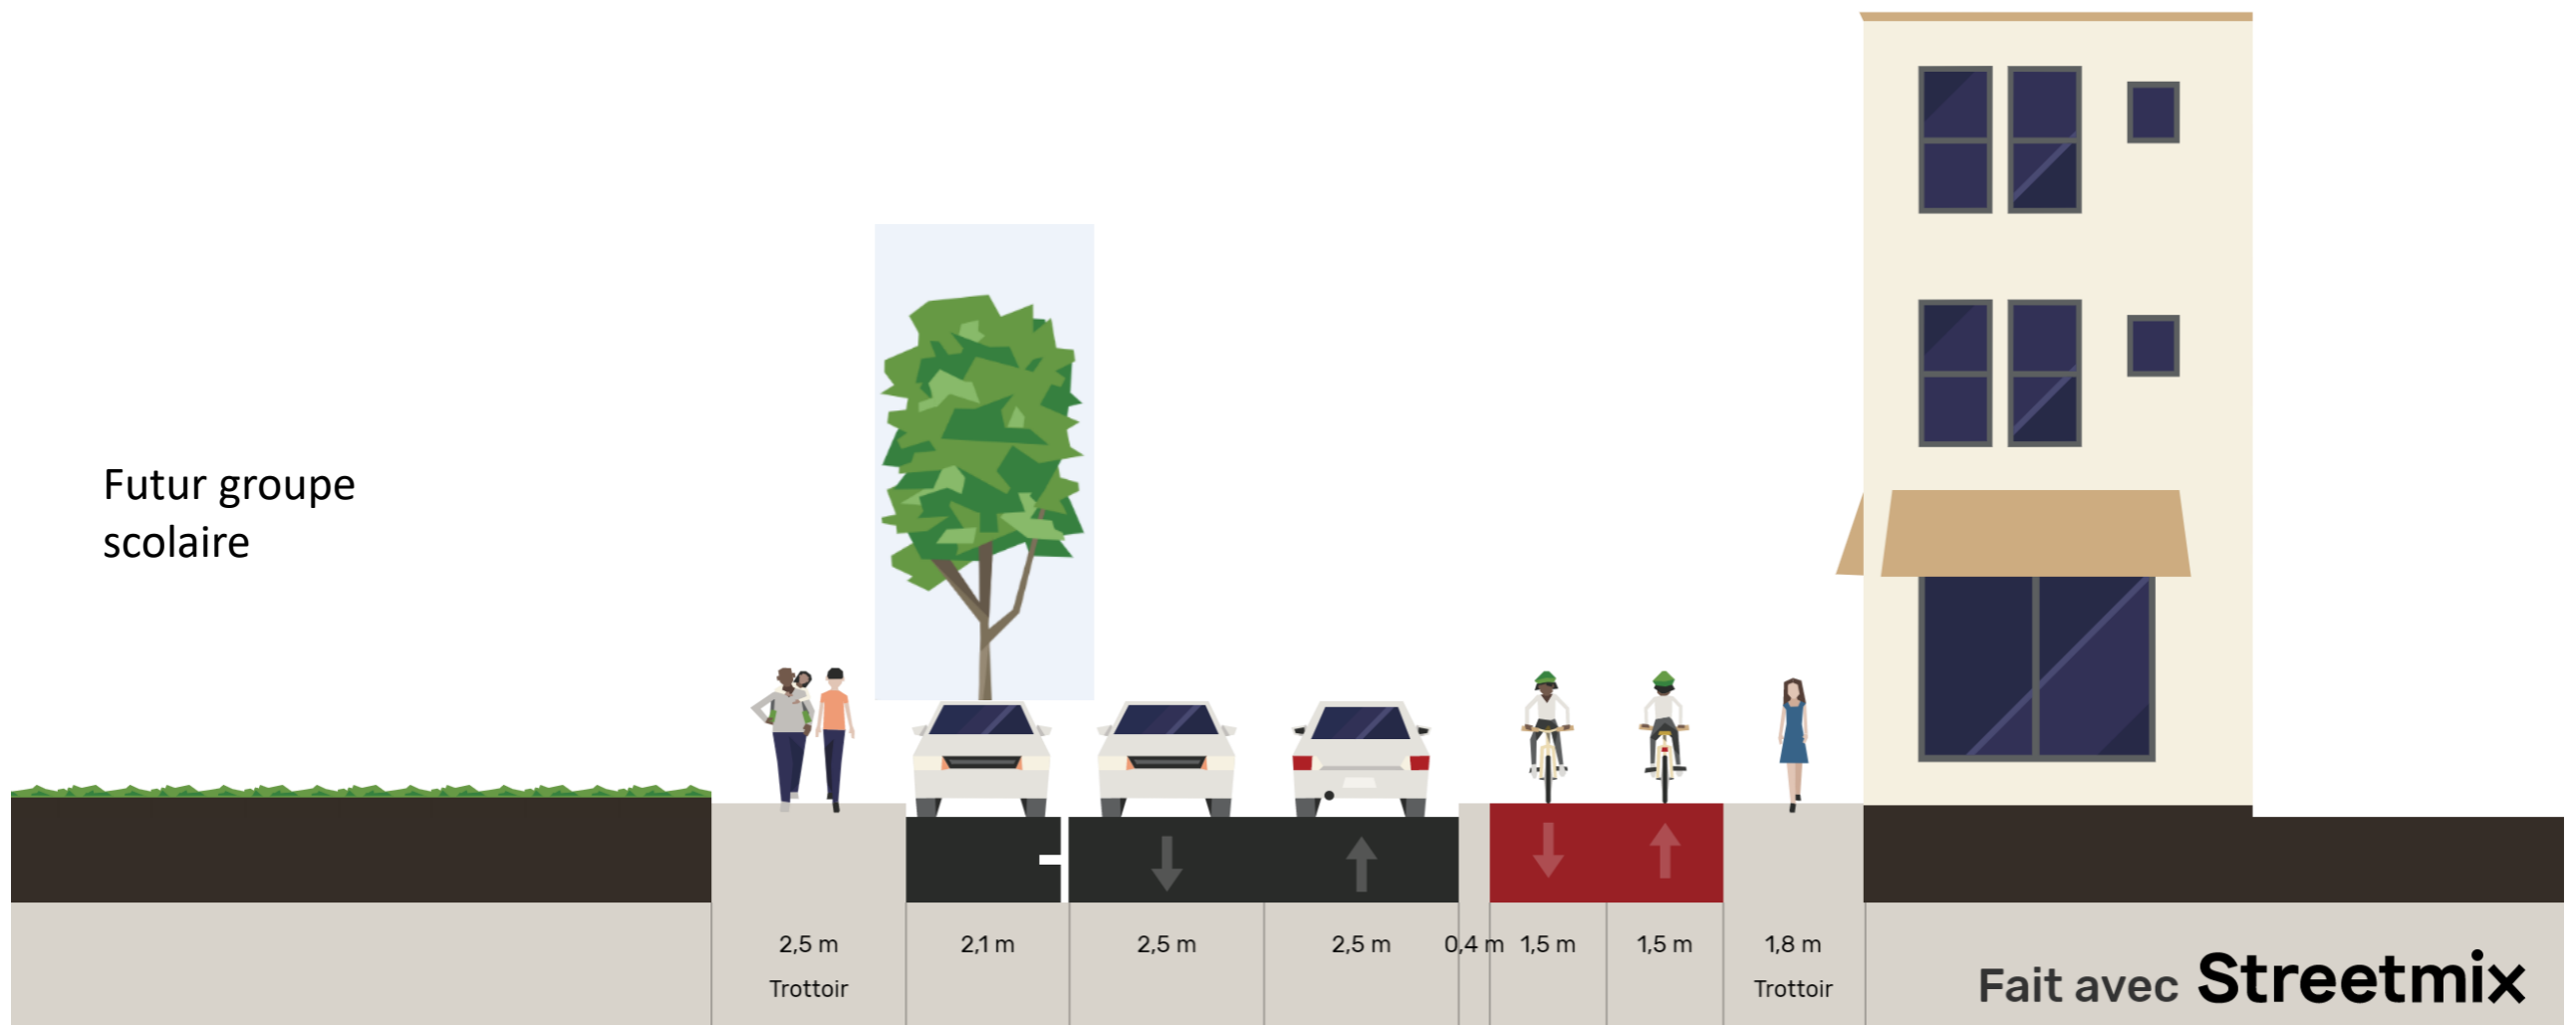 Futur groupe
scolaire
2,5 m
2,1 m
2,5 m
2,5 m
0,4 m
1,5 m
1,5 m
1,8 m
Trottoir
Trottoir
Fait avec Streetmix